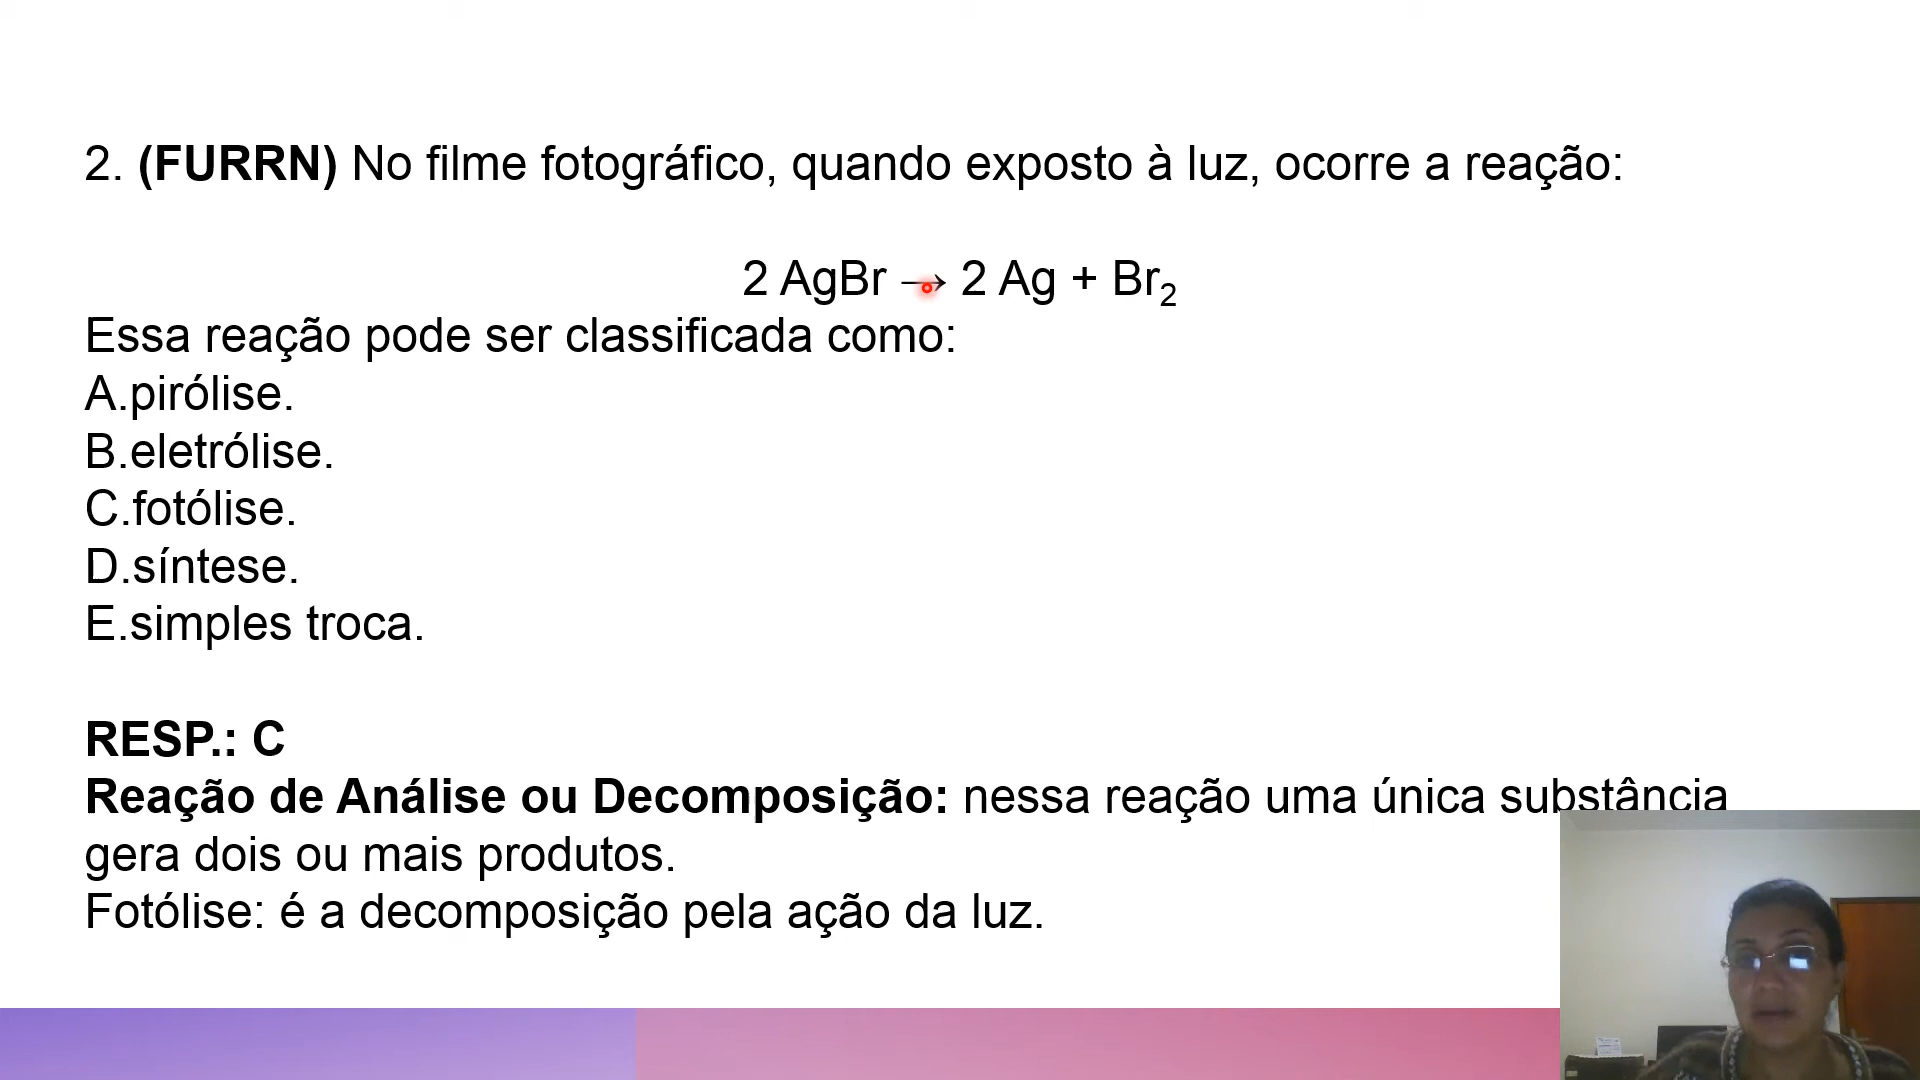 2. (FURRN) No filme fotográfico, quando exposto à luz, ocorre a reação:
2 AgBr → 2 Ag + Br₂
Essa reação pode ser classificada como:
A.pirólise.
B.eletrólise.
C.fotólise.
D.síntese.
E.simples troca.
RESP.: C
Reação de Análise ou Decomposição: nessa reação uma única substância
gera dois ou mais produtos.
Fotólise: é a decomposição pela ação da luz.